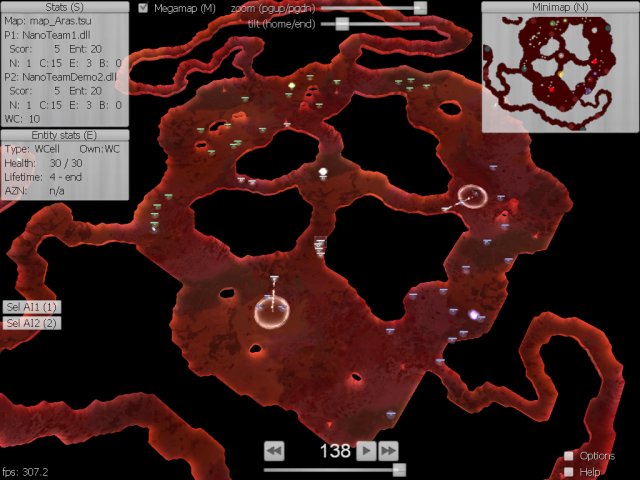 Stats (S)
Map: map_Aras.tsu
P1: NanoTeam1.dll
Scor: 5 Ent: 20
N: 1 C:15 E: 3 B: 0
P2: NanoTeamDemo2.dll
Scor: 5 Ent: 20
N: 1 C:15 E: 3 B: 0
WC: 10
Entity stats (E)
Type: WCell Own:WC
Health: 30 / 30
Lifetime: 4 - end
AZN: n/a
Megamap (M)
zoom (pgup/pgdn)
tilt (home/end)
Minimap (N)
Sel AI1 (1)
Sel AI2 (2)
138
Options
Help
fps: 307.2